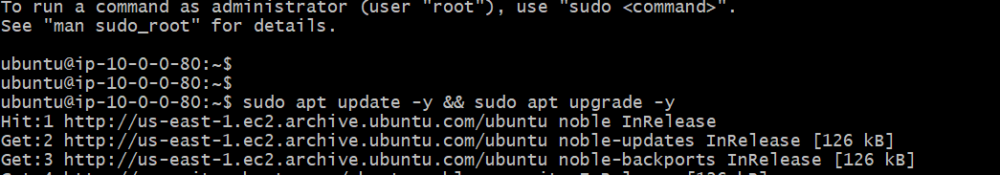 To run a command as administrator (user "root"), use "sudo <command>".
See "man sudo_root" for details.
ubuntu@ip-10-0-0-80:~$
ubuntu@ip-10-0-0-80:~$
ubuntu@ip-10-0-0-80:~$ sudo apt update -y && sudo apt upgrade -y
Hit:1 http://us-east-1.ec2.archive.ubuntu.com/ubuntu noble InRelease
Get:2 http://us-east-1.ec2.archive.ubuntu.com/ubuntu noble-updates InRelease [126 kB]
Get:3 http://us-east-1.ec2.archive.ubuntu.com/ubuntu noble-backports InRelease [126 kB]